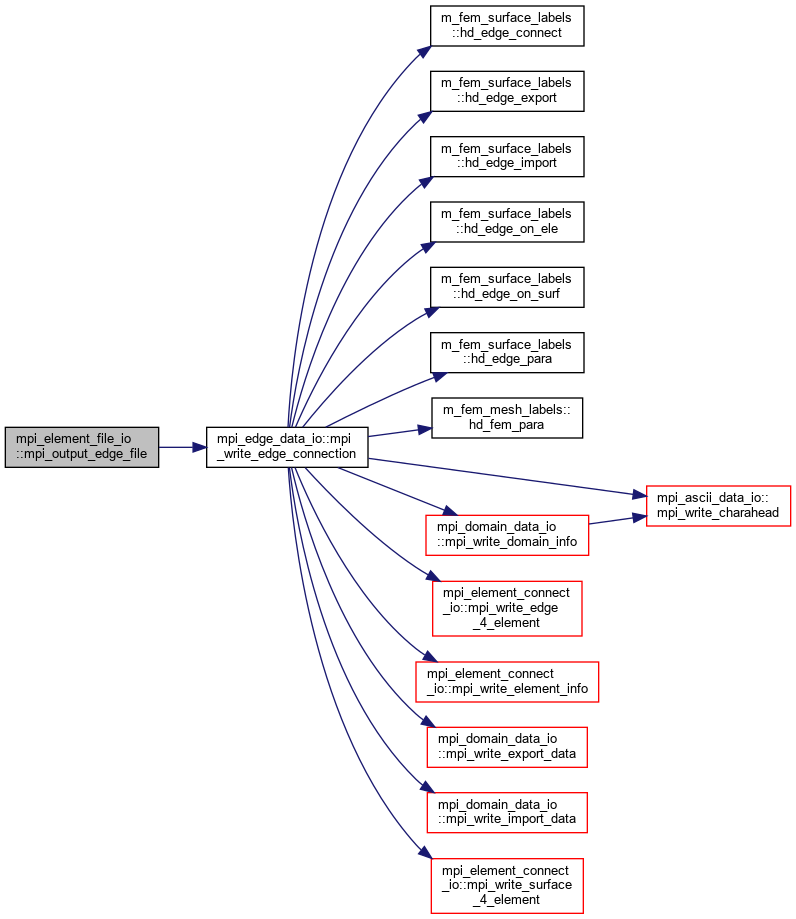 mpi_element_file_io
::mpi_output_edge_file
mpi_edge_data_io::mpi
_write_edge_connection
m_fem_surface_labels
::hd_edge_connect
m_fem_surface_labels
::hd_edge_export
m_fem_surface_labels
::hd_edge_import
m_fem_surface_labels
::hd_edge_on_ele
m_fem_surface_labels
::hd_edge_on_surf
m_fem_surface_labels
::hd_edge_para
m_fem_mesh_labels::
hd_fem_para
mpi_ascii_data_io::
mpi_write_charahead
mpi_domain_data_io
::mpi_write_domain_info
mpi_element_connect
_io::mpi_write_edge
_4_element
mpi_element_connect
_io::mpi_write_element_info
mpi_domain_data_io
::mpi_write_export_data
mpi_domain_data_io
::mpi_write_import_data
mpi_element_connect
_io::mpi_write_surface
_4_element